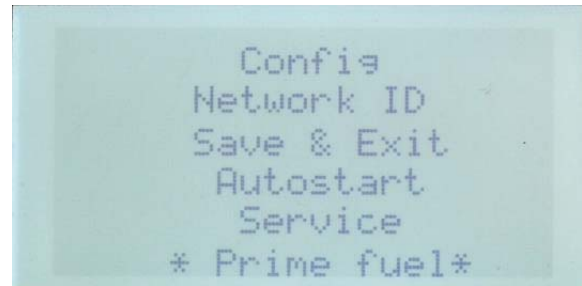 Config
Network ID
Save & Exit
Autostart
Service
* Prime fuel*